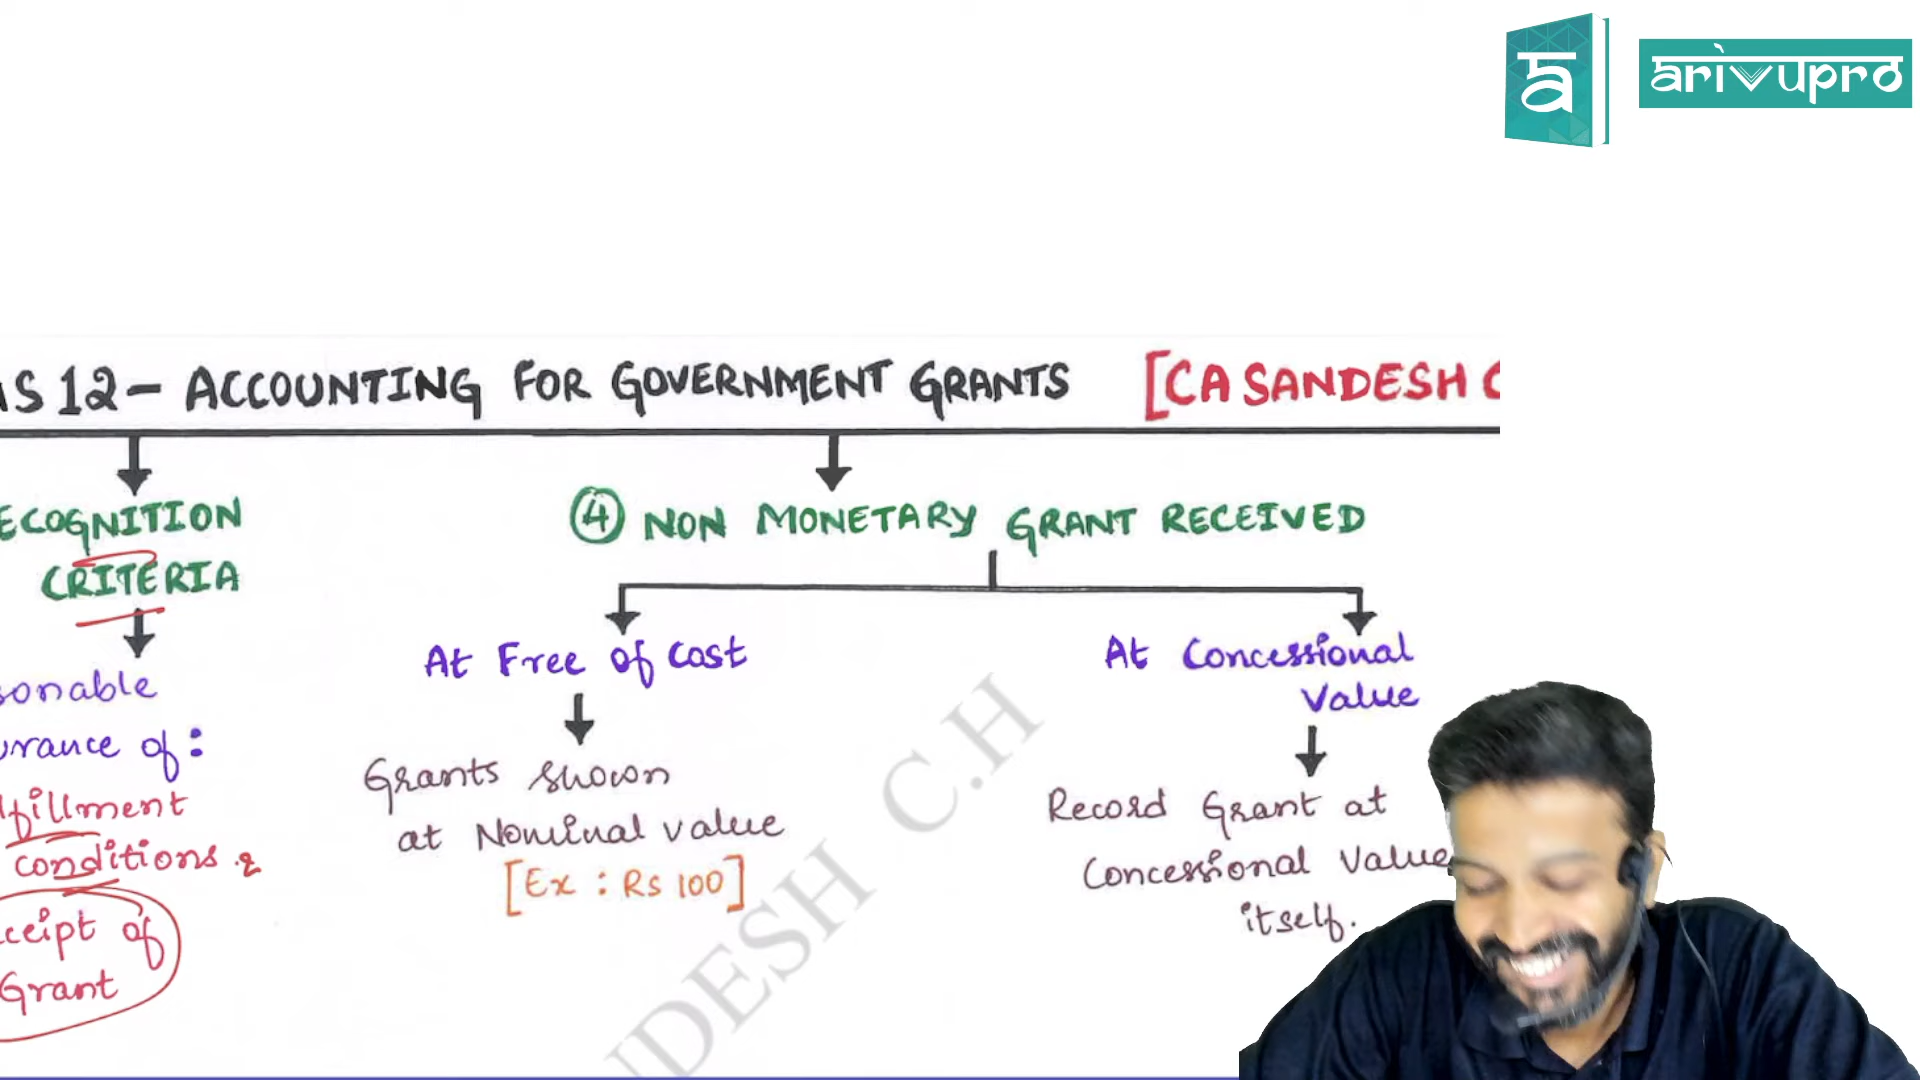 a
arivupro
AS 12 - ACCOUNTING FOR GOVERNMENT GRANTS [CA SANDESH C
ECOGNITION
CRITERIA
sonable
urance of:
lfillment
conditions &
ceipt of
Grant
④ NON MONETARY GRANT RECEIVED
At Free of Cost
Grants shown
at Nominal value
[Ex : Rs 100]
At Concessional
Value
Record Grant at
Concessional Value
itself.
NDESH C.H